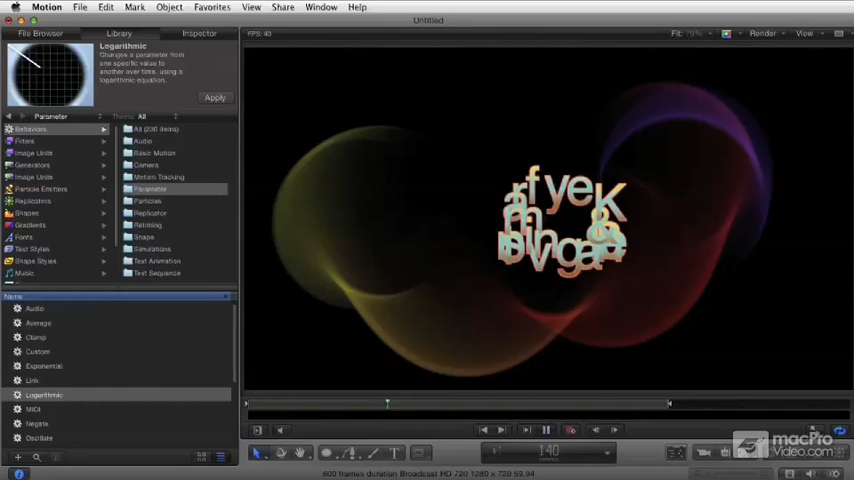 Motion File Edit Mark Object Favorites View Share Window Help
Untitled
File Browser Library Inspector
FPS: 40
Fit: 79% Render View
Logarithmic
Changes a parameter from
one specific value to
another over time, using a
logarithmic equation.
Apply
Parameter Theme: All
Behaviors
Filters
Image Units
Generators
Image Units
Particle Emitters
Replicators
Shapes
Gradients
Fonts
Text Styles
Shape Styles
Music
All (230 items)
Audio
Basic Motion
Camera
Motion Tracking
Parameter
Particles
Replicator
Retiming
Shape
Simulations
Text Animation
Text Sequence
Name
Audio
Average
Clamp
Custom
Exponential
Link
Logarithmic
MIDI
Negate
Oscillate
140
macPro
Video.com
600 frames duration Broadcast HD 720 1280 x 720 59.94